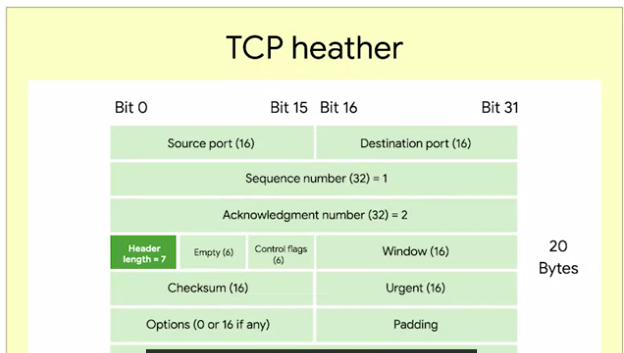 TCP heather
Bit 0 Bit 15 Bit 16 Bit 31
Source port (16) Destination port (16)
Sequence number (32) = 1
Acknowledgment number (32) = 2
Header
length = 7
Empty (6)
Control flags
(6)
Window (16)
20
Bytes
Checksum (16) Urgent (16)
Options (0 or 16 if any) Padding